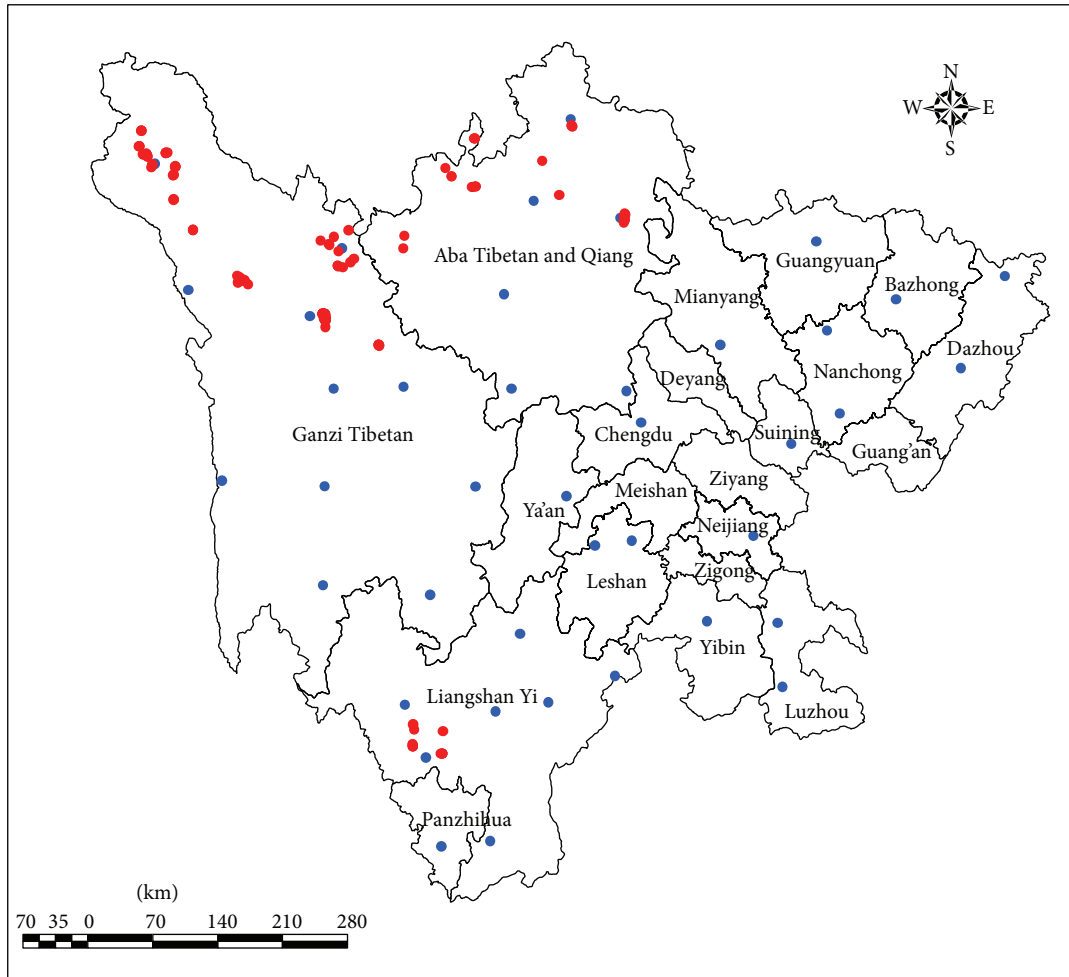 N
W E
S
Aba Tibetan and Qiang
Guangyuan
Bazhong
Mianyang
Dazhou
Deyang
Nanchong
Ganzi Tibetan
Chengdu
Suining
Guang'an
Ziyang
Meishan
Ya'an
Neijiang
Zigong
Leshan
Yibin
Liangshan Yi
Luzhou
Panzhihua
(km)
70 35 0 70 140 210 280